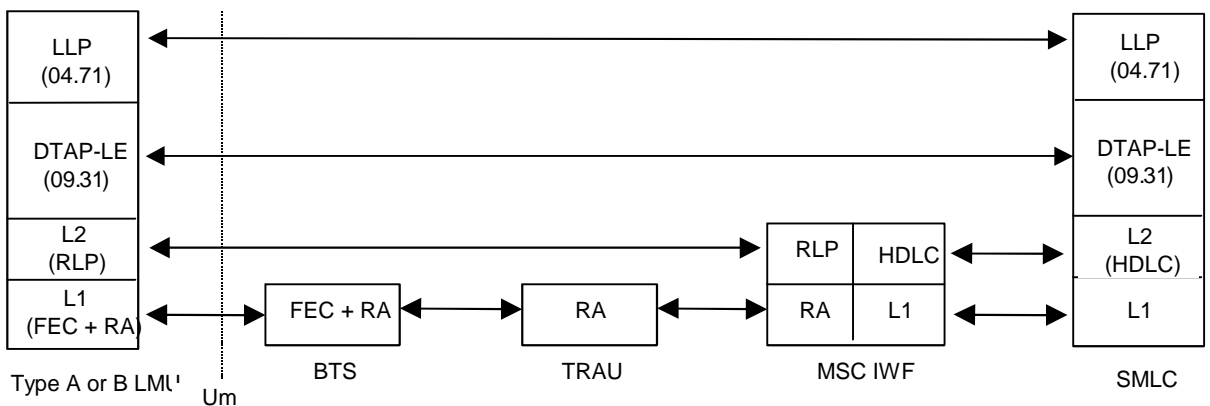 LLP
(04.71)
LLP
(04.71)
DTAP-LE
(09.31)
DTAP-LE
(09.31)
L2
(RLP)
RLP
HDLC
L2
(HDLC)
L1
(FEC + RA)
FEC + RA
RA
RA
L1
L1
Type A or B
Um
BTS
TRAU
MSC IWF
SMLC